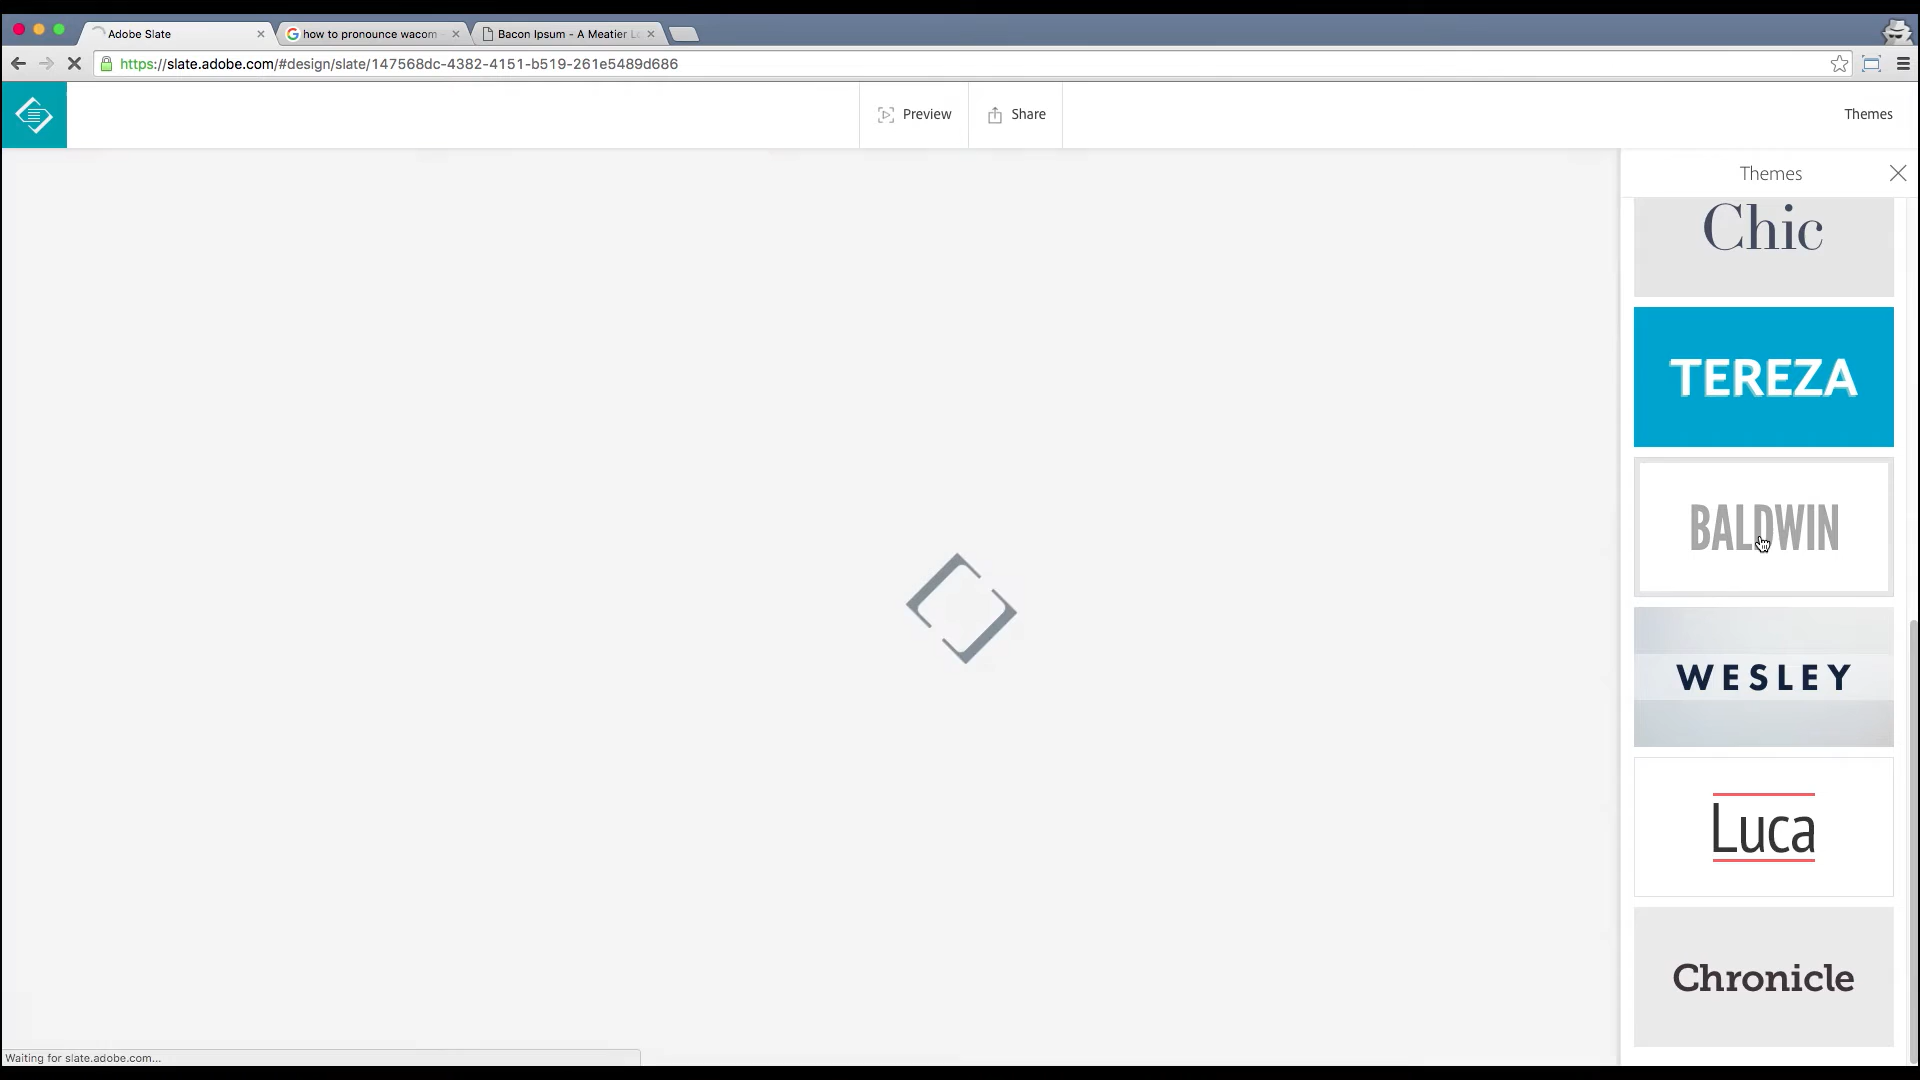 Adobe Slate
how to pronounce wacom
Bacon Ipsum - A Meatier L
https://slate.adobe.com/#design/slate/147568dc-4382-4151-b519-261e5489d686
Preview
Share
Themes
Themes
Chic
TEREZA
BALDWIN
WESLEY
Luca
Chronicle
Waiting for slate.adobe.com...